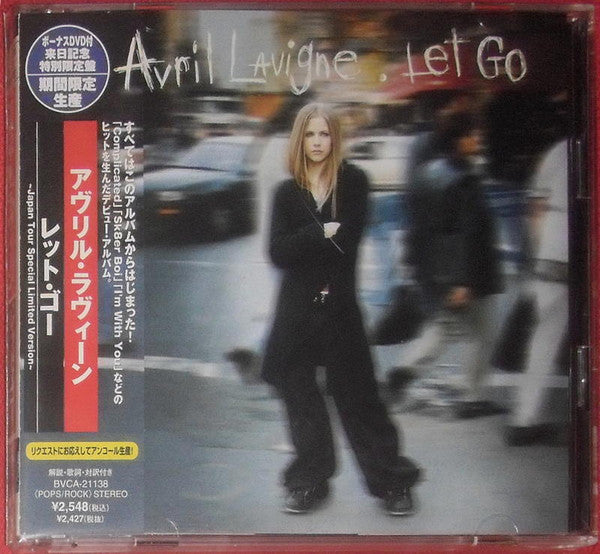 ボーナスDVD付
来日記念
特別限定盤
期間限定
生産
Avril Lavigne . Let Go
すべてはこのアルバムからはじまった!
「Complicated」「Sk8er Boi」「I'm With You」などの
ヒットを生んだデビュー・アルバム。
アヴリル・ラヴィーン
レット・ゴー
~Japan Tour Special Limited Version~
リクエストにお応えしてアンコール生産!
解説・歌詞・対訳付き
BVCA-21138
(POPS/ROCK) STEREO
¥2,548(税込)
¥2,427(税抜)